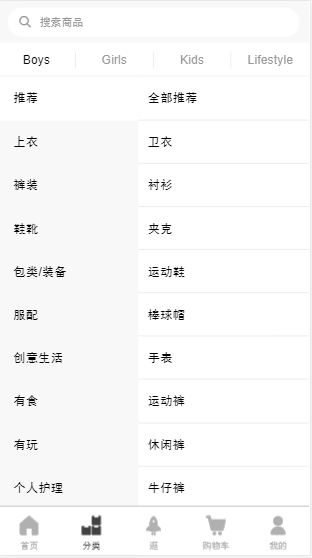 搜索商品
Boys Girls Kids Lifestyle
推荐 全部推荐
上衣 卫衣
裤装 衬衫
鞋靴 夹克
包类/装备 运动鞋
服配 棒球帽
创意生活 手表
有食 运动裤
有玩 休闲裤
个人护理 牛仔裤
首页 分类 逛 购物车 我的